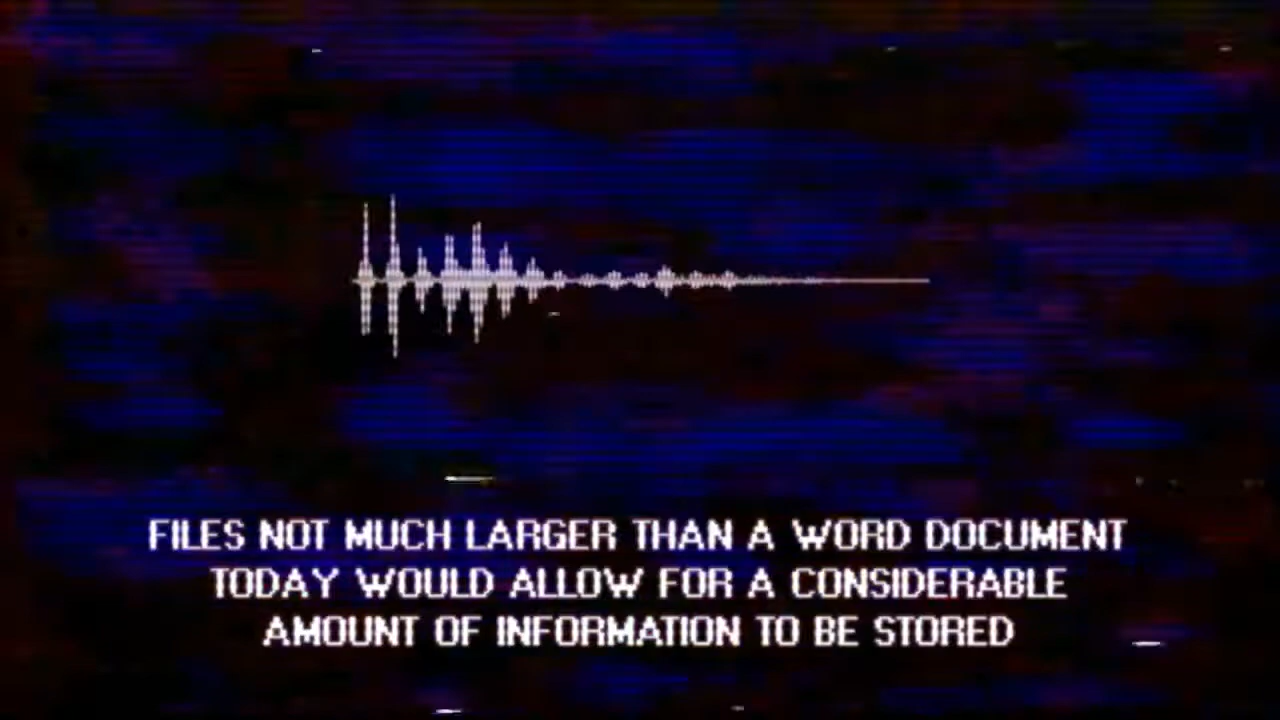 FILES NOT MUCH LARGER THAN A WORD DOCUMENT
TODAY WOULD ALLOW FOR A CONSIDERABLE
AMOUNT OF INFORMATION TO BE STORED